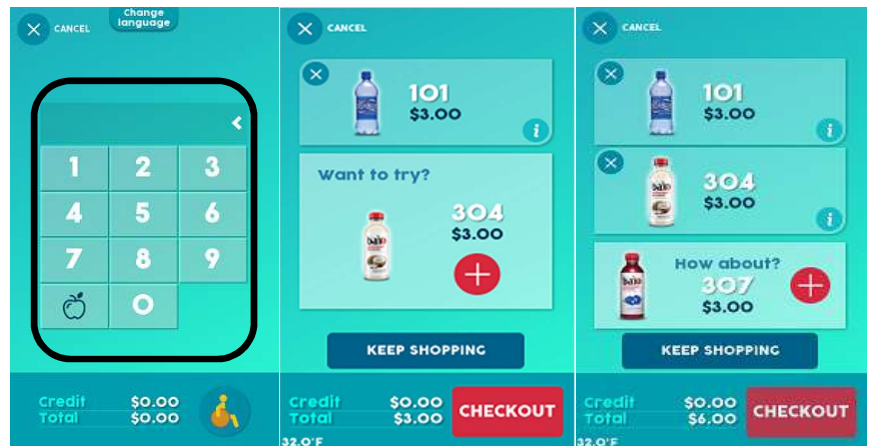 CANCEL
Change
language
<
1 2 3
4 5 6
7 8 9
0
Credit $0.00
Total $0.00
CANCEL
101
$3.00
i
Want to try?
304
$3.00
bai
+
KEEP SHOPPING
Credit $0.00
Total $3.00
CHECKOUT
32.0°F
CANCEL
101
$3.00
i
304
$3.00
bai
i
How about?
307
$3.00
bai
+
KEEP SHOPPING
Credit $0.00
Total $6.00
CHECKOUT
32.0°F